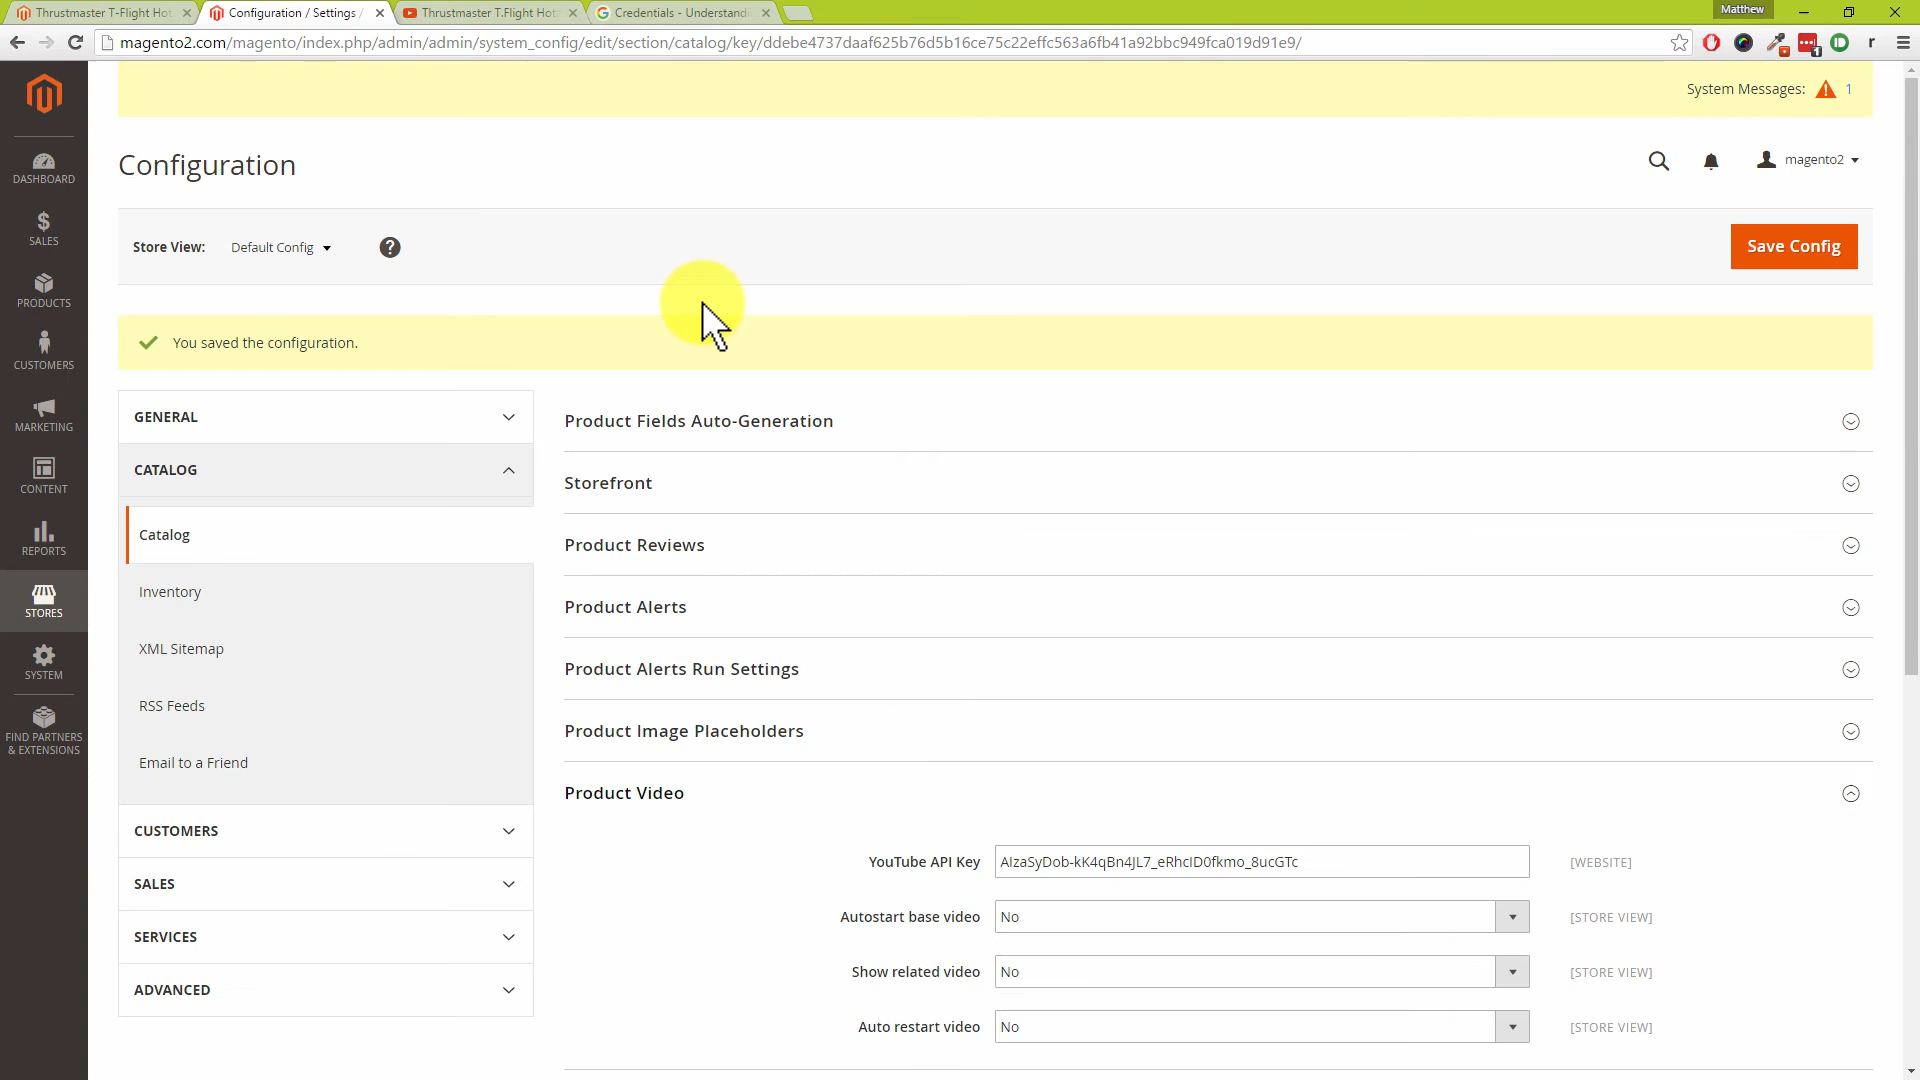 Thrustmaster T-Flight Hot
Configuration / Settings /
Thrustmaster T.Flight Hot
Credentials - Understandi
Matthew
magento2.com/magento/index.php/admin/admin/system_config/edit/section/catalog/key/ddebe4737daaf625b76d5b16ce75c22effc563a6fb41a92bbc949fca019d91e9/
System Messages: 1
Configuration
magento2
Store View: Default Config
Save Config
You saved the configuration.
DASHBOARD
SALES
PRODUCTS
CUSTOMERS
MARKETING
CONTENT
REPORTS
STORES
SYSTEM
FIND PARTNERS
& EXTENSIONS
GENERAL
CATALOG
Catalog
Inventory
XML Sitemap
RSS Feeds
Email to a Friend
CUSTOMERS
SALES
SERVICES
ADVANCED
Product Fields Auto-Generation
Storefront
Product Reviews
Product Alerts
Product Alerts Run Settings
Product Image Placeholders
Product Video
YouTube API Key AIzaSyDob-kK4qBn4JL7_eRhcID0fkmo_8ucGTc [WEBSITE]
Autostart base video No [STORE VIEW]
Show related video No [STORE VIEW]
Auto restart video No [STORE VIEW]